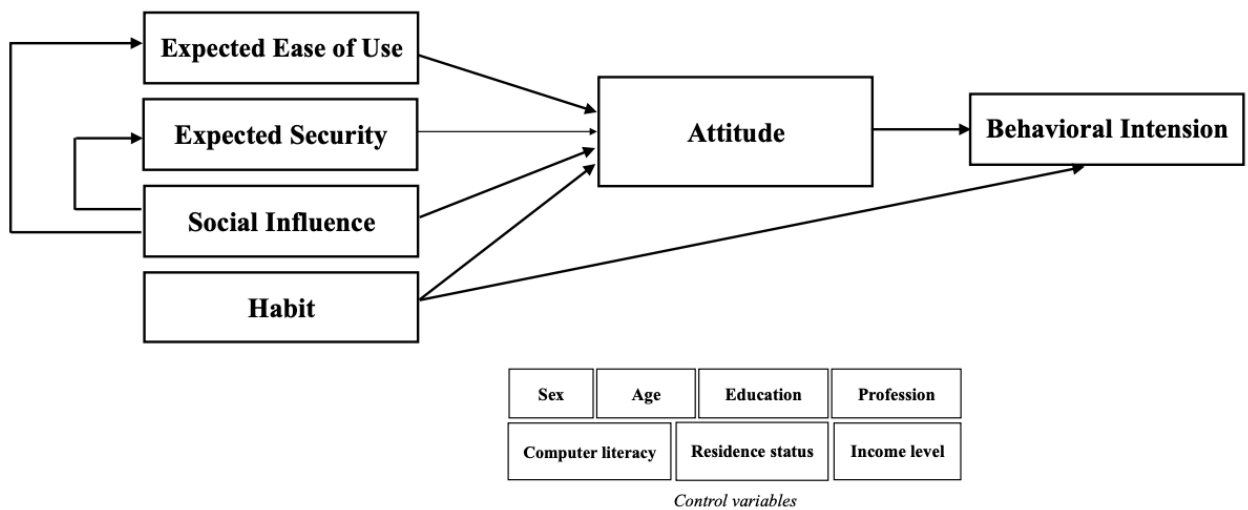 Expected Ease of Use
Expected Security
Social Influence
Habit
Attitude
Behavioral Intension
Sex
Age
Education
Profession
Computer literacy
Residence status
Income level
Control variables